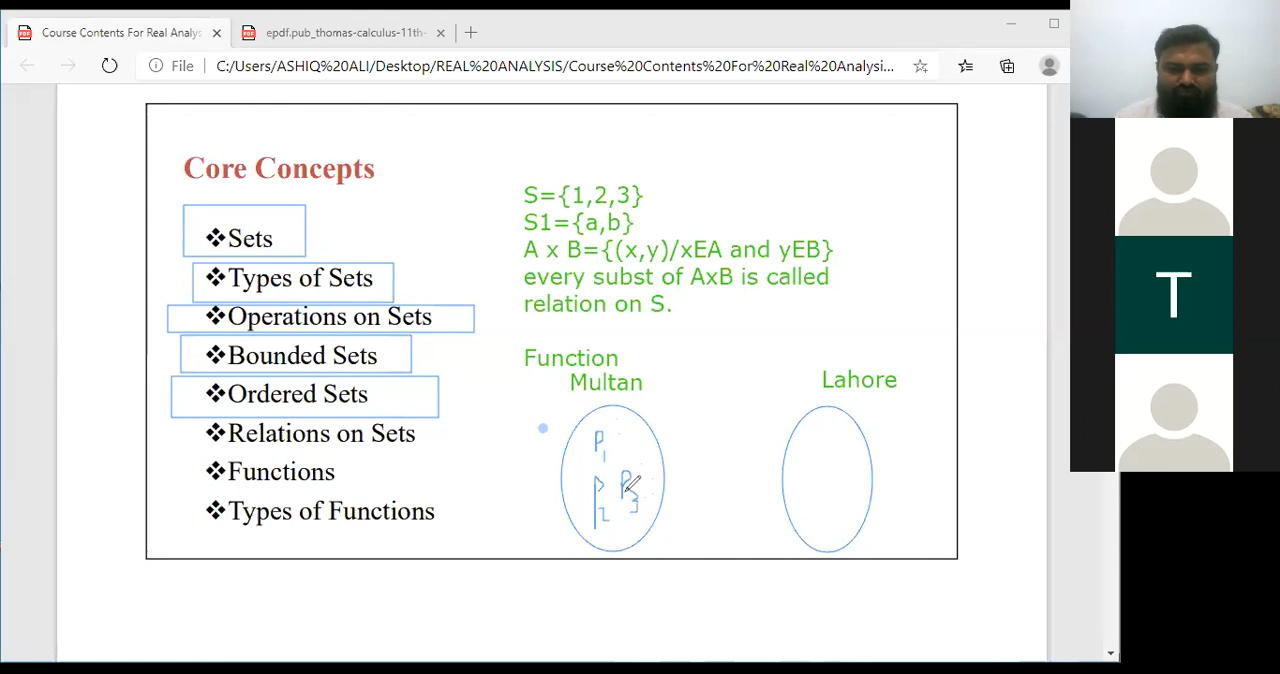 Course Contents For Real Analys
epdf.pub_thomas-calculus-11th-
File
C:/Users/ASHIQ%20ALI/Desktop/REAL%20ANALYSIS/Course%20Contents%20For%20Real%20Analysi...
Core Concepts
❖Sets
❖Types of Sets
❖Operations on Sets
❖Bounded Sets
❖Ordered Sets
❖Relations on Sets
❖Functions
❖Types of Functions
S={1,2,3}
S1={a,b}
A x B={(x,y)/xEA and yEB}
every subst of AxB is called
relation on S.
Function
Multan
Lahore
P1
P2
P3
T